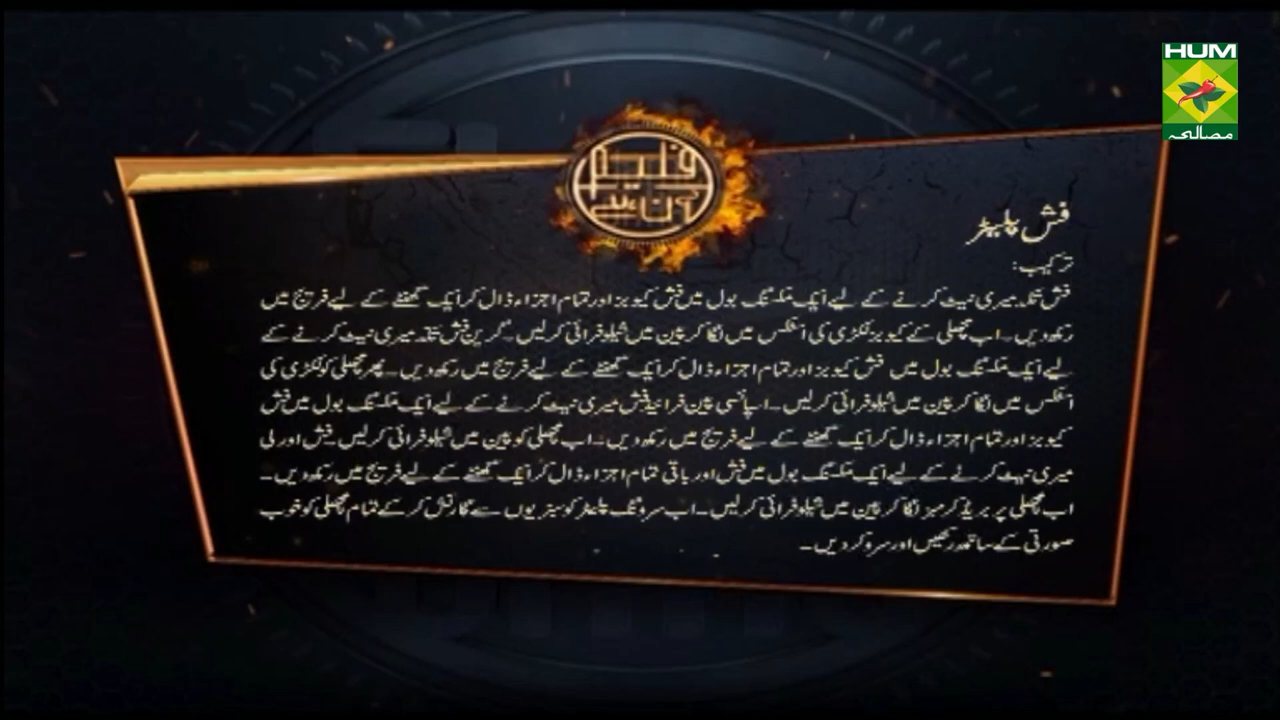 HUM
مصالحہ
فلیم
آن ہئے
فش پلیٹر
ترکیب:
فش تکہ میری نیٹ کرنے کے لیے ایک مکسنگ بول میں فش کیوبز اور تمام اجزاء ڈال کر ایک گھنٹے کے لیے فریج میں
رکھ دیں۔ اب مچھلی کے کیوبز لکڑی کی اسٹکس میں لگا کر پین میں شیلو فرائی کر لیں۔ گرین فش تکہ میری نیٹ کرنے کے
لیے ایک مکسنگ بول میں فش کیوبز اور تمام اجزاء ڈال کر ایک گھنٹے کے لیے فریج میں رکھ دیں۔ پھر مچھلی کو لکڑی کی
اسٹکس میں لگا کر پین میں شیلو فرائی کر لیں۔ اسپائسی پین فرائیڈ فش میری نیٹ کرنے کے لیے ایک مکسنگ بول میں فش
کیوبز اور تمام اجزاء ڈال کر ایک گھنٹے کے لیے فریج میں رکھ دیں۔ اب مچھلی کو پین میں شیلو فرائی کر لیں۔ فش اورلی
میری نیٹ کرنے کے لیے ایک مکسنگ بول میں فش اور باقی تمام اجزاء ڈال کر ایک گھنٹے کے لیے فریج میں رکھ دیں۔
اب مچھلی پر بریڈ کرمبز لگا کر پین میں شیلو فرائی کر لیں۔ اب سرونگ پلیٹر کو سبزیوں سے گارنش کر کے تمام مچھلی کو خوب
صورتی کے ساتھ رکھیں اور سرو کر دیں۔